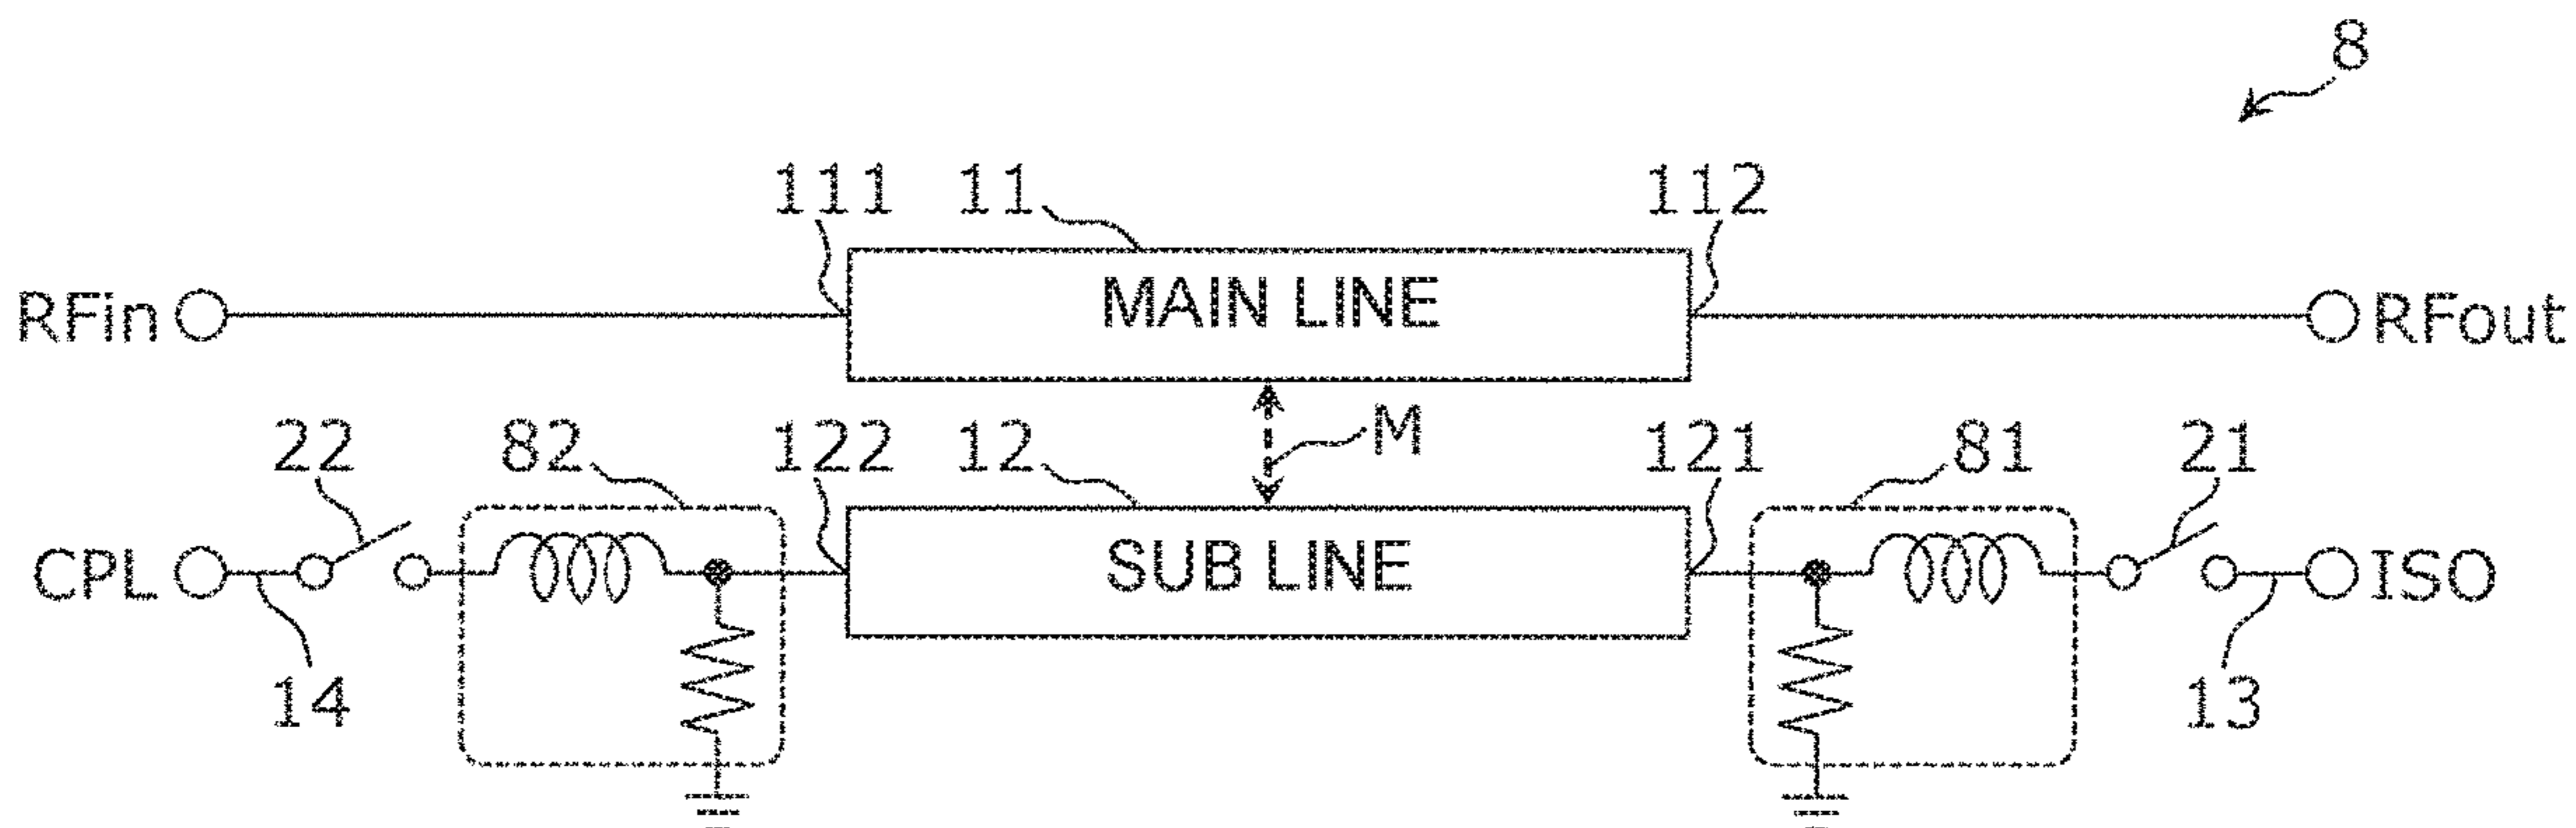 8
111 11 112
RFin MAIN LINE RFout
22 82 122 12 M 121 81 21
CPL SUB LINE ISO
14 13